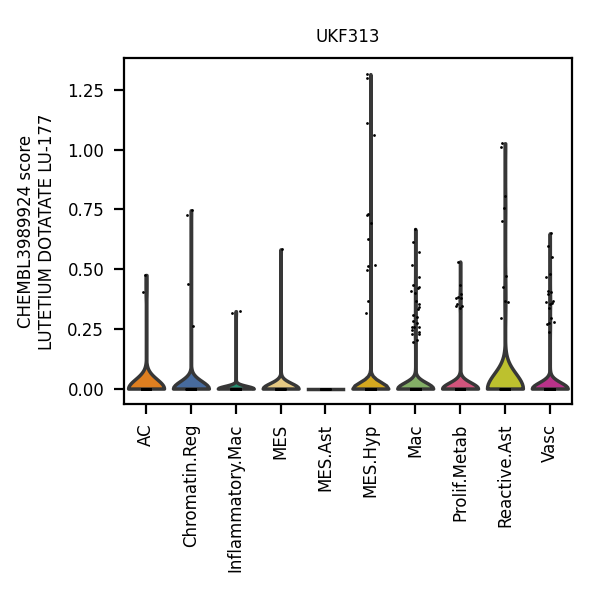 UKF313
CHEMBL3989924 score
LUTETIUM DOTATATE LU-177
1.25
1.00
0.75
0.50
0.25
0.00
AC
Chromatin.Reg
Inflammatory.Mac
MES
MES.Ast
MES.Hyp
Mac
Prolif.Metab
Reactive.Ast
Vasc